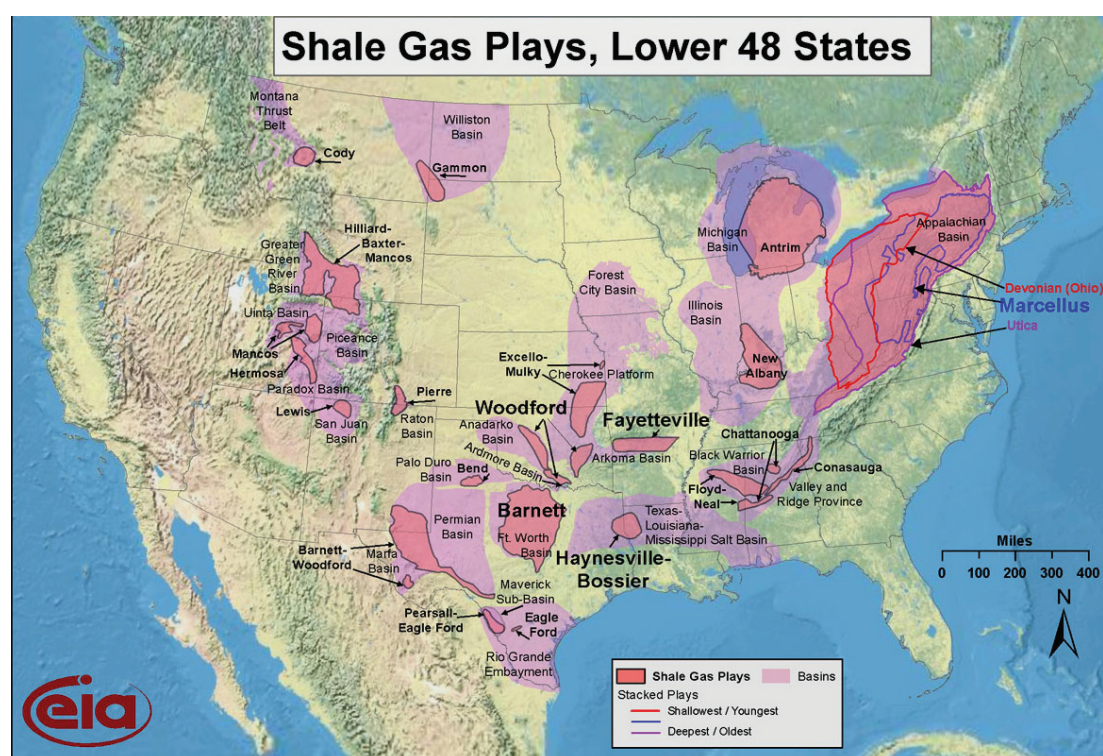 Shale Gas Plays, Lower 48 States
Montana
Thrust
Belt
Cody
Williston
Basin
Gammon
Hilliard-
Baxter-
Mancos
Greater
Green
River
Basin
Uinta Basin
Mancos
Piceance
Basin
Hermosa
Paradox Basin
Lewis
San Juan
Basin
Pierre
Raton
Basin
Forest
City Basin
Excello-
Mulky
Cherokee Platform
Woodford
Anadarko
Basin
Ardmore Basin
Palo Duro
Basin
Bend
Fayetteville
Arkoma Basin
Michigan
Basin
Antrim
Illinois
Basin
New
Albany
Appalachian
Basin
Devonian (Ohio)
Marcellus
Utica
Chattanooga
Black Warrior
Basin
Conasauga
Floyd-
Neal
Valley and
Ridge Province
Barnett
Ft. Worth
Basin
Permian
Basin
Barnett-
Woodford
Marfa
Basin
Texas-
Louisiana-
Mississippi Salt Basin
Haynesville-
Bossier
Maverick
Sub-Basin
Pearsall-
Eagle Ford
Eagle
Ford
Rio Grande
Embayment
Miles
0 100 200 300 400
N
Shale Gas Plays
Basins
Stacked Plays
Shallowest / Youngest
Deepest / Oldest
eia